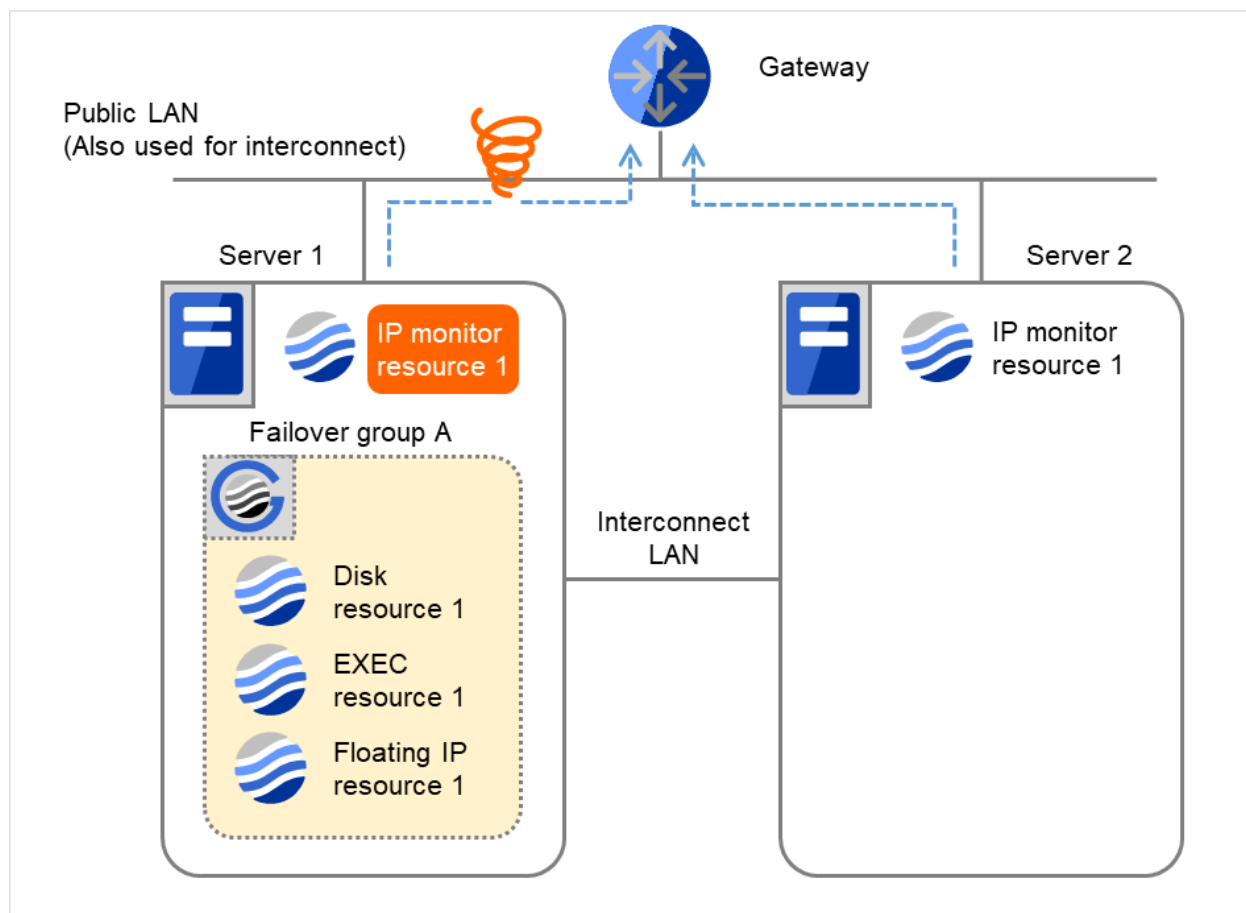 Gateway
Public LAN
(Also used for interconnect)
Server 1
Server 2
IP monitor
resource 1
IP monitor
resource 1
Failover group A
Interconnect
LAN
Disk
resource 1
EXEC
resource 1
Floating IP
resource 1